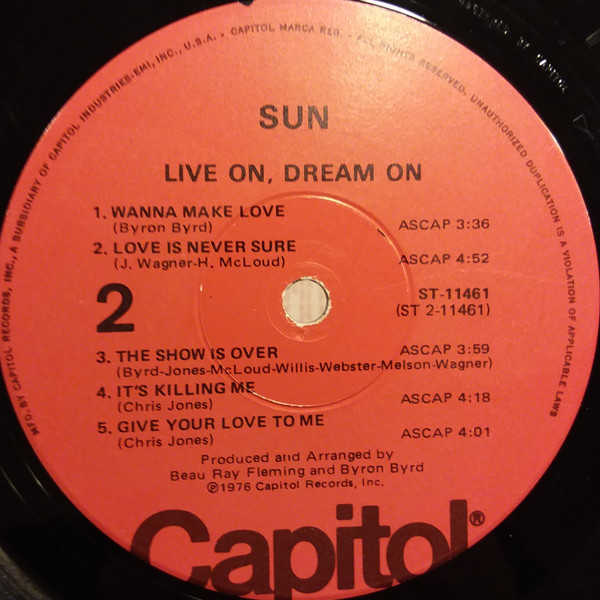 MFG. BY CAPITOL RECORDS, INC., A SUBSIDIARY OF CAPITOL INDUSTRIES-EMI, INC., U.S.A. • CAPITOL MARCA REG. • ALL RIGHTS RESERVED. UNAUTHORIZED DUPLICATION IS A VIOLATION OF APPLICABLE LAWS
BY CAPITOL
SUN
LIVE ON, DREAM ON
1. WANNA MAKE LOVE
(Byron Byrd) ASCAP 3:36
2. LOVE IS NEVER SURE
(J. Wagner-H. McLoud) ASCAP 4:52
2 ST-11461
(ST 2-11461)
3. THE SHOW IS OVER ASCAP 3:59
(Byrd-Jones-McLoud-Willis-Webster-Melson-Wagner)
4. IT'S KILLING ME
(Chris Jones) ASCAP 4:18
5. GIVE YOUR LOVE TO ME
(Chris Jones) ASCAP 4:01
Produced and Arranged by
Beau Ray Fleming and Byron Byrd
℗1976 Capitol Records, Inc.
Capitol®